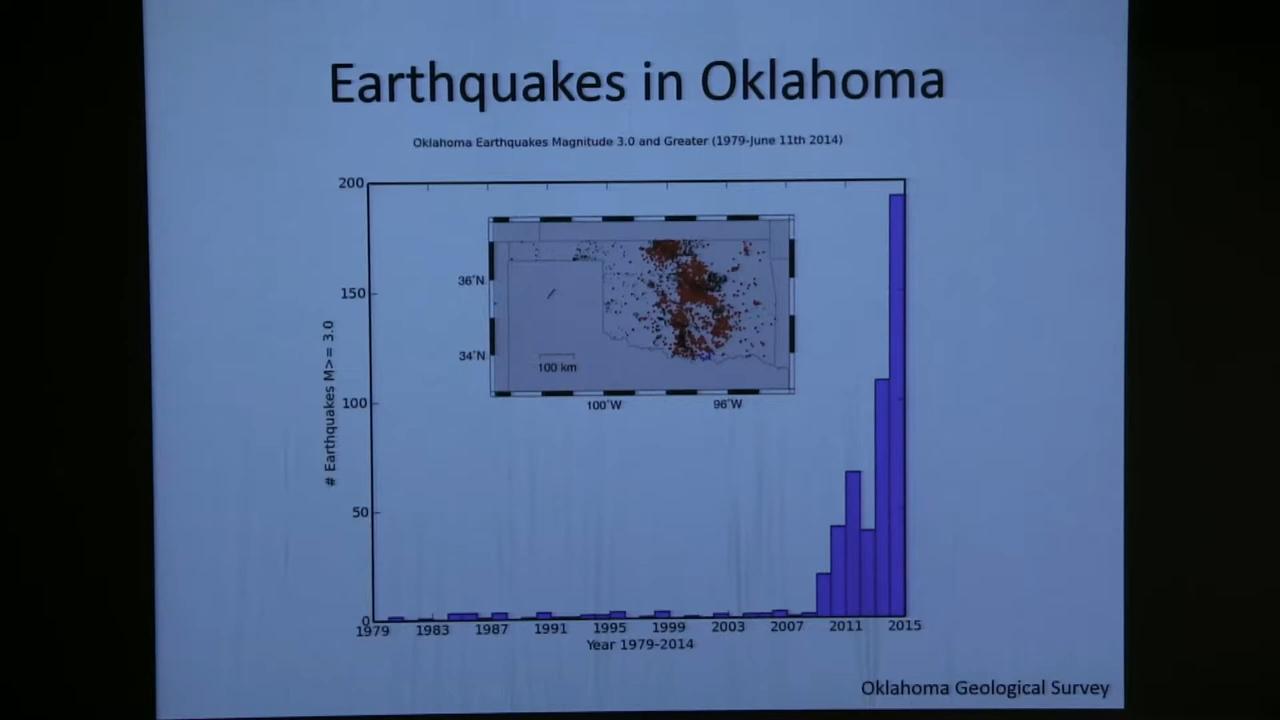 Earthquakes in Oklahoma
Oklahoma Earthquakes Magnitude 3.0 and Greater (1979-June 11th 2014)
200
150
100
50
0
# Earthquakes M>= 3.0
36°N
34°N
100 km
100°W 96°W
1979 1983 1987 1991 1995 1999 2003 2007 2011 2015
Year 1979-2014
Oklahoma Geological Survey